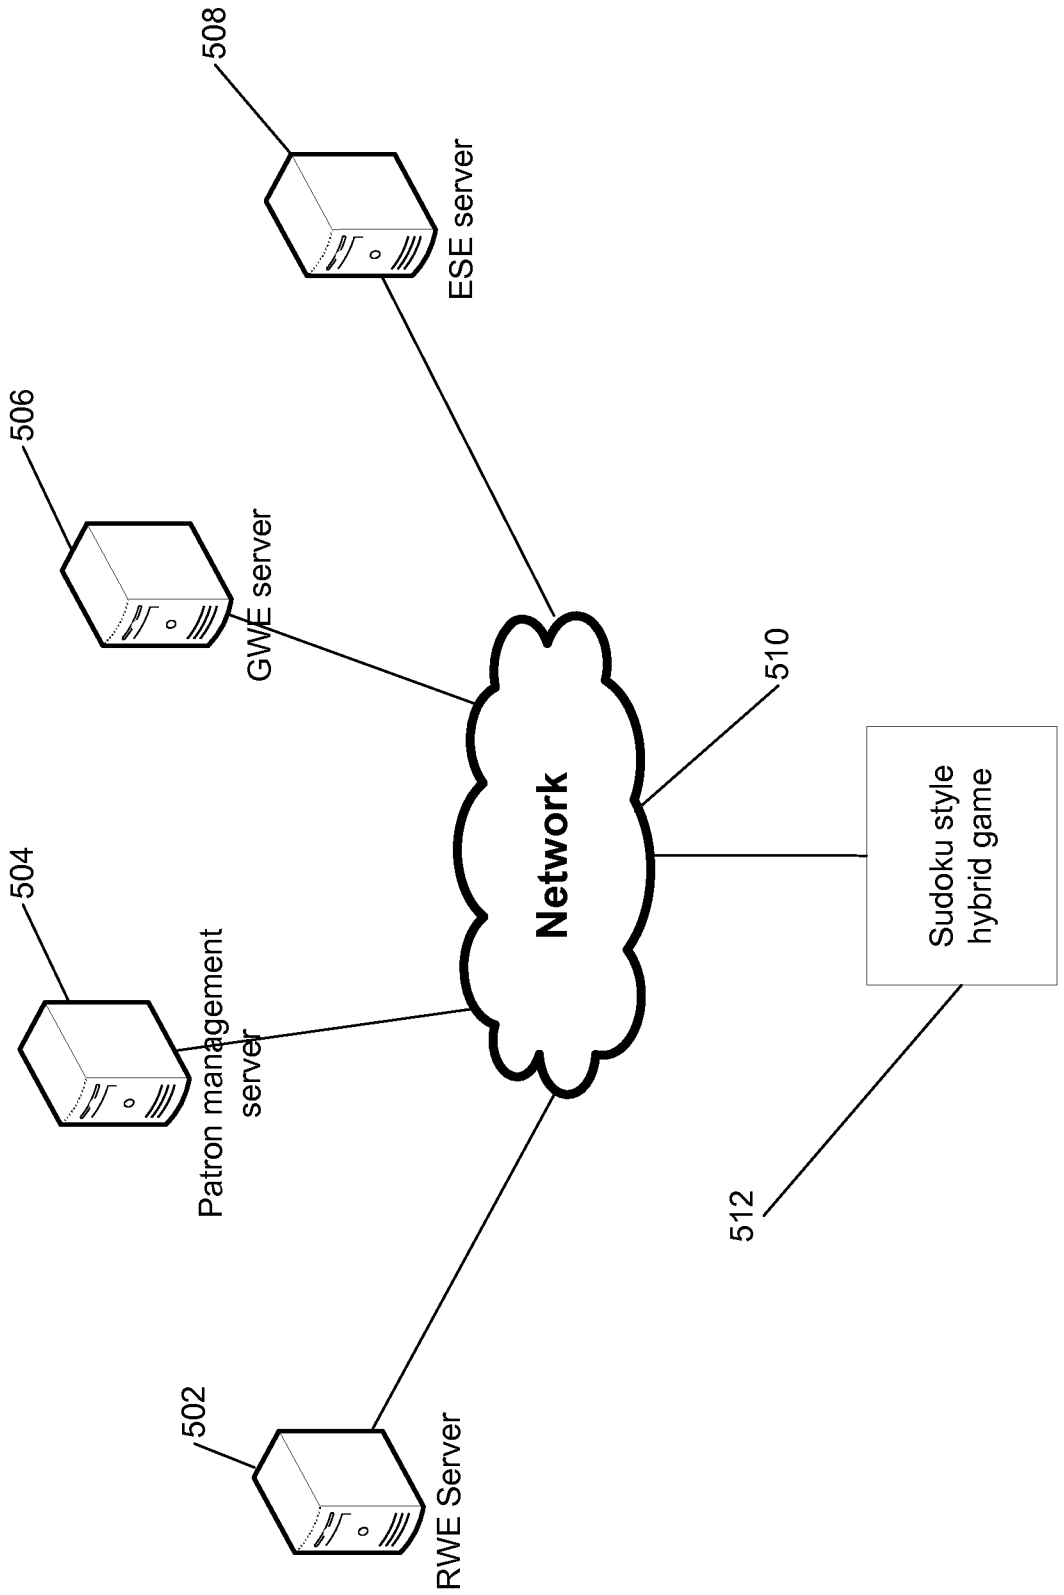 502
RWE Server
504
Patron management
server
506
GWE server
508
ESE server
Network
510
512
Sudoku style
hybrid game